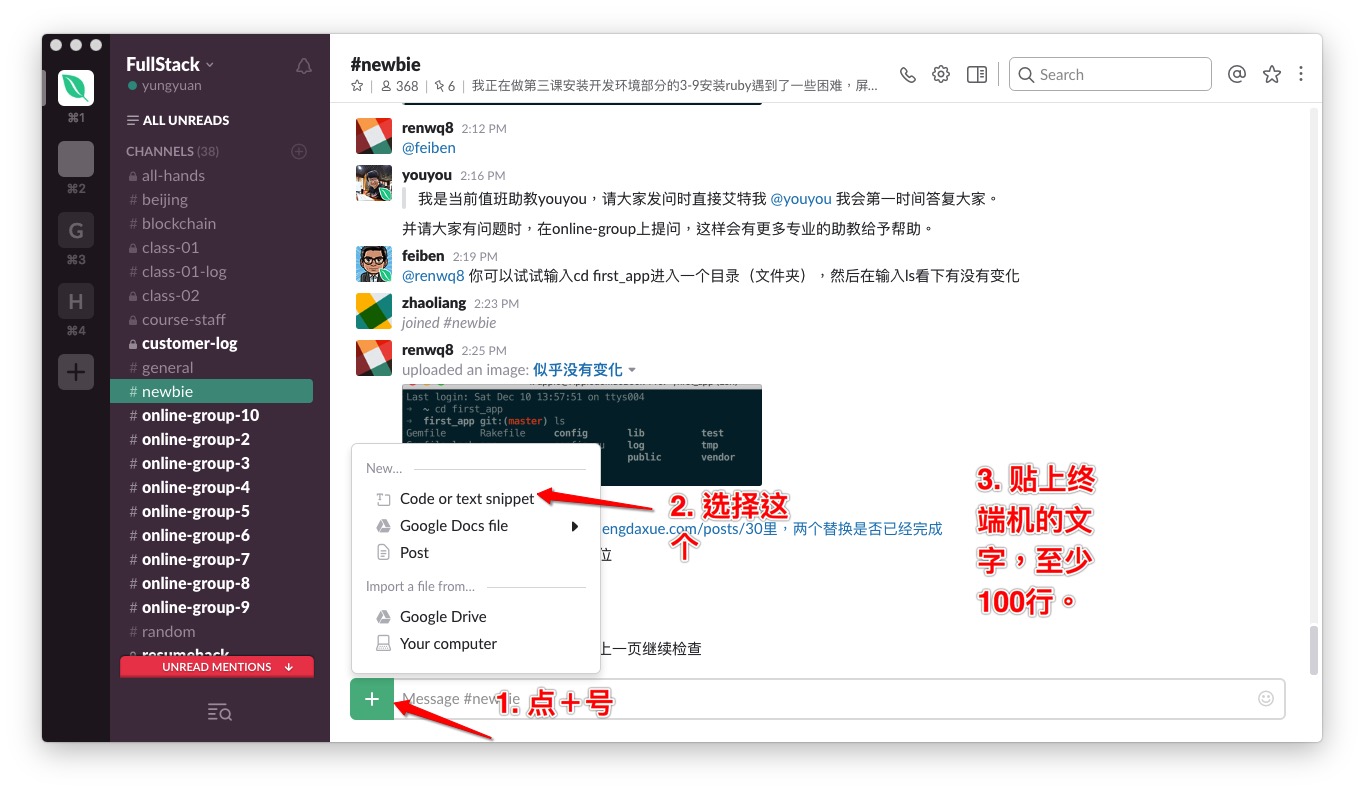 FullStack
yungyuan
ALL UNREADS
CHANNELS (38)
all-hands
# beijing
# blockchain
class-01
# class-01-log
class-02
course-staff
customer-log
# general
# newbie
# online-group-10
# online-group-2
# online-group-3
# online-group-4
# online-group-5
# online-group-6
# online-group-7
# online-group-8
# online-group-9
# random
resumehack
UNREAD MENTIONS
⌘1
⌘2
G
⌘3
H
⌘4
#newbie
368 | 6 | 我正在做第三课安装开发环境部分的3-9安装ruby遇到了一些困难，屏...
Search
renwq8 2:12 PM
@feiben
youyou 2:16 PM
我是当前值班助教youyou，请大家发问时直接艾特我 @youyou 我会第一时间答复大家。
并请大家有问题时，在online-group上提问，这样会有更多专业的助教给予帮助。
feiben 2:19 PM
@renwq8 你可以试试输入cd first_app进入一个目录（文件夹），然后在输入ls看下有没有变化
zhaoliang 2:23 PM
joined #newbie
renwq8 2:25 PM
uploaded an image: 似乎没有变化
Last login: Sat Dec 10 13:57:51 on ttys004
→ ~ cd first_app
→ first_app git:(master) ls
Gemfile Rakefile config lib test
log tmp
public vendor
New...
Code or text snippet
Google Docs file
Post
Import a file from...
Google Drive
Your computer
engdaxue.com/posts/30里，两个替换是否已经完成
位
上一页继续检查
Message #newbie
1. 点＋号
2. 选择这
个
3. 贴上终
端机的文
字，至少
100行。